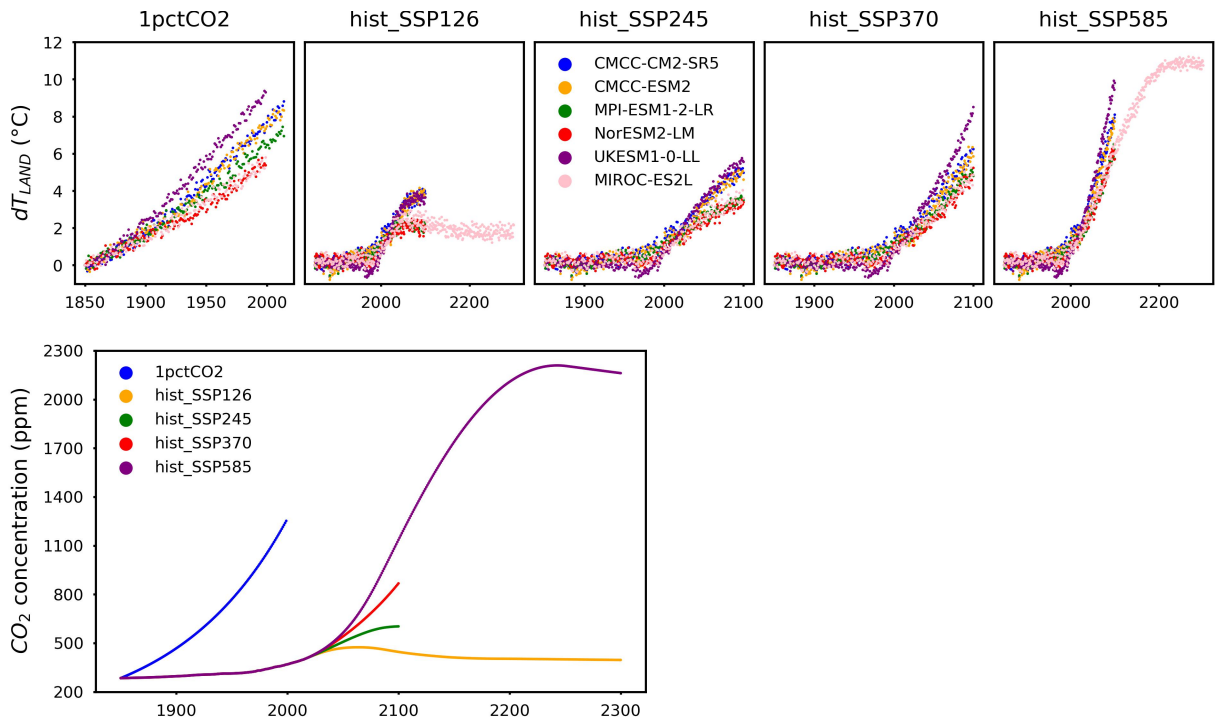 1pctCO2 hist_SSP126 hist_SSP245 hist_SSP370 hist_SSP585
dT_LAND (°C)
12
10
8
6
4
2
0
CMCC-CM2-SR5
CMCC-ESM2
MPI-ESM1-2-LR
NorESM2-LM
UKESM1-0-LL
MIROC-ES2L
1850 1900 1950 2000 2000 2200 1900 2000 2100 1900 2000 2100 2000 2200
CO₂ concentration (ppm)
2300
2000
1700
1400
1100
800
500
200
1pctCO2
hist_SSP126
hist_SSP245
hist_SSP370
hist_SSP585
1900 2000 2100 2200 2300